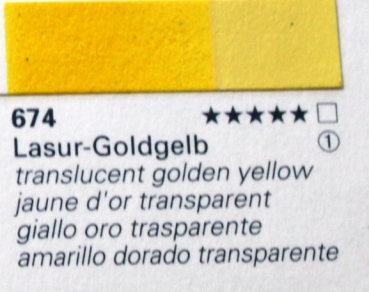 674 ★★★★★ □
Lasur-Goldgelb ①
translucent golden yellow
jaune d'or transparent
giallo oro trasparente
amarillo dorado transparente